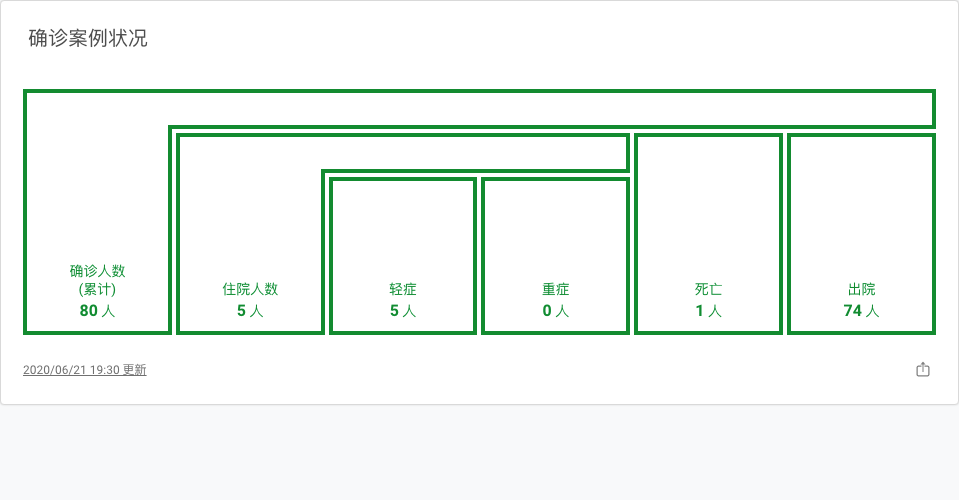 确诊案例状况
确诊人数
(累计)
80 人
住院人数
5 人
轻症
5 人
重症
0 人
死亡
1 人
出院
74 人
2020/06/21 19:30 更新